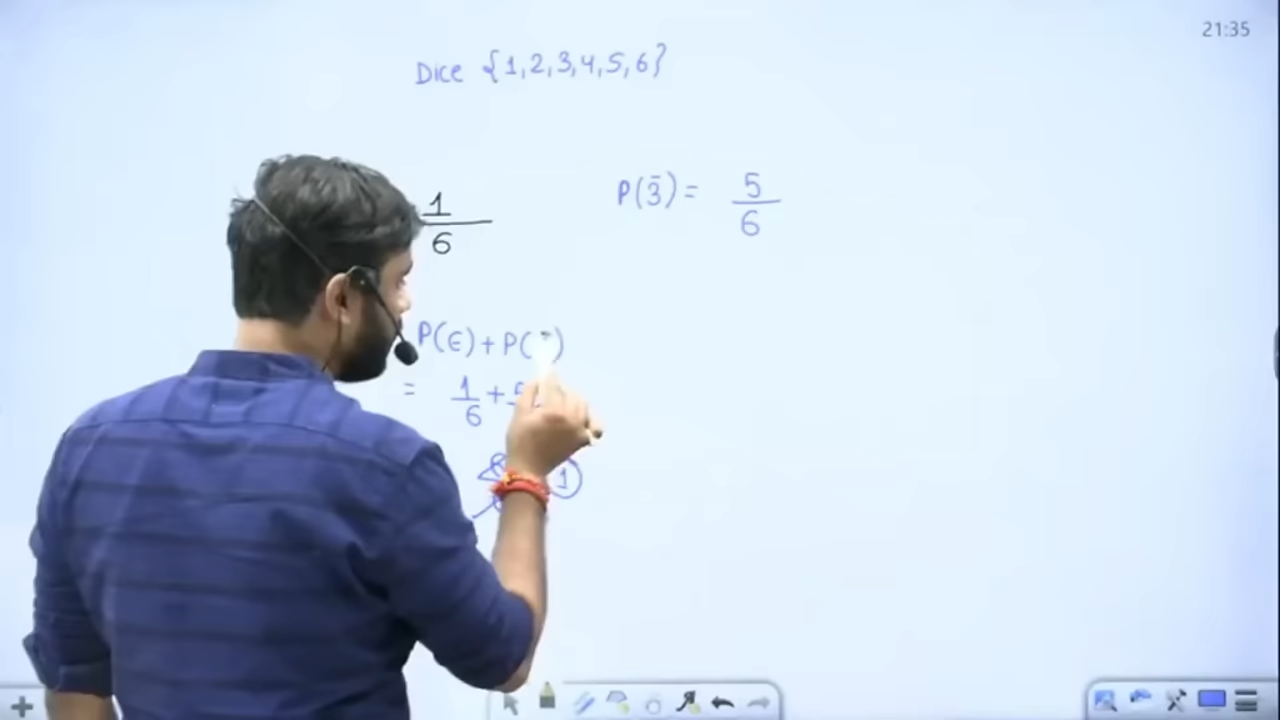 21:35
Dice {1,2,3,4,5,6}
1
6
P(3̄) = 5/6
P(E) + P(
= 1/6 +
1